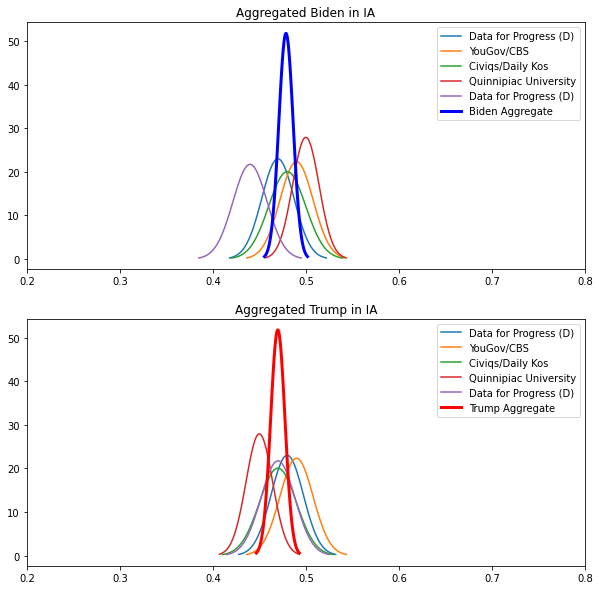 Aggregated Biden in IA
50
40
30
20
10
0
0.2 0.3 0.4 0.5 0.6 0.7 0.8
Data for Progress (D)
YouGov/CBS
Civiqs/Daily Kos
Quinnipiac University
Data for Progress (D)
Biden Aggregate
Aggregated Trump in IA
50
40
30
20
10
0
0.2 0.3 0.4 0.5 0.6 0.7 0.8
Data for Progress (D)
YouGov/CBS
Civiqs/Daily Kos
Quinnipiac University
Data for Progress (D)
Trump Aggregate